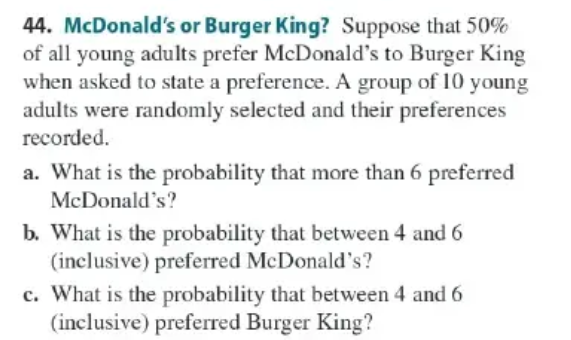 44. McDonald's or Burger King? Suppose that 50%
of all young adults prefer McDonald's to Burger King
when asked to state a preference. A group of 10 young
adults were randomly selected and their preferences
recorded.
a. What is the probability that more than 6 preferred
McDonald's?
b. What is the probability that between 4 and 6
(inclusive) preferred McDonald's?
c. What is the probability that between 4 and 6
(inclusive) preferred Burger King?